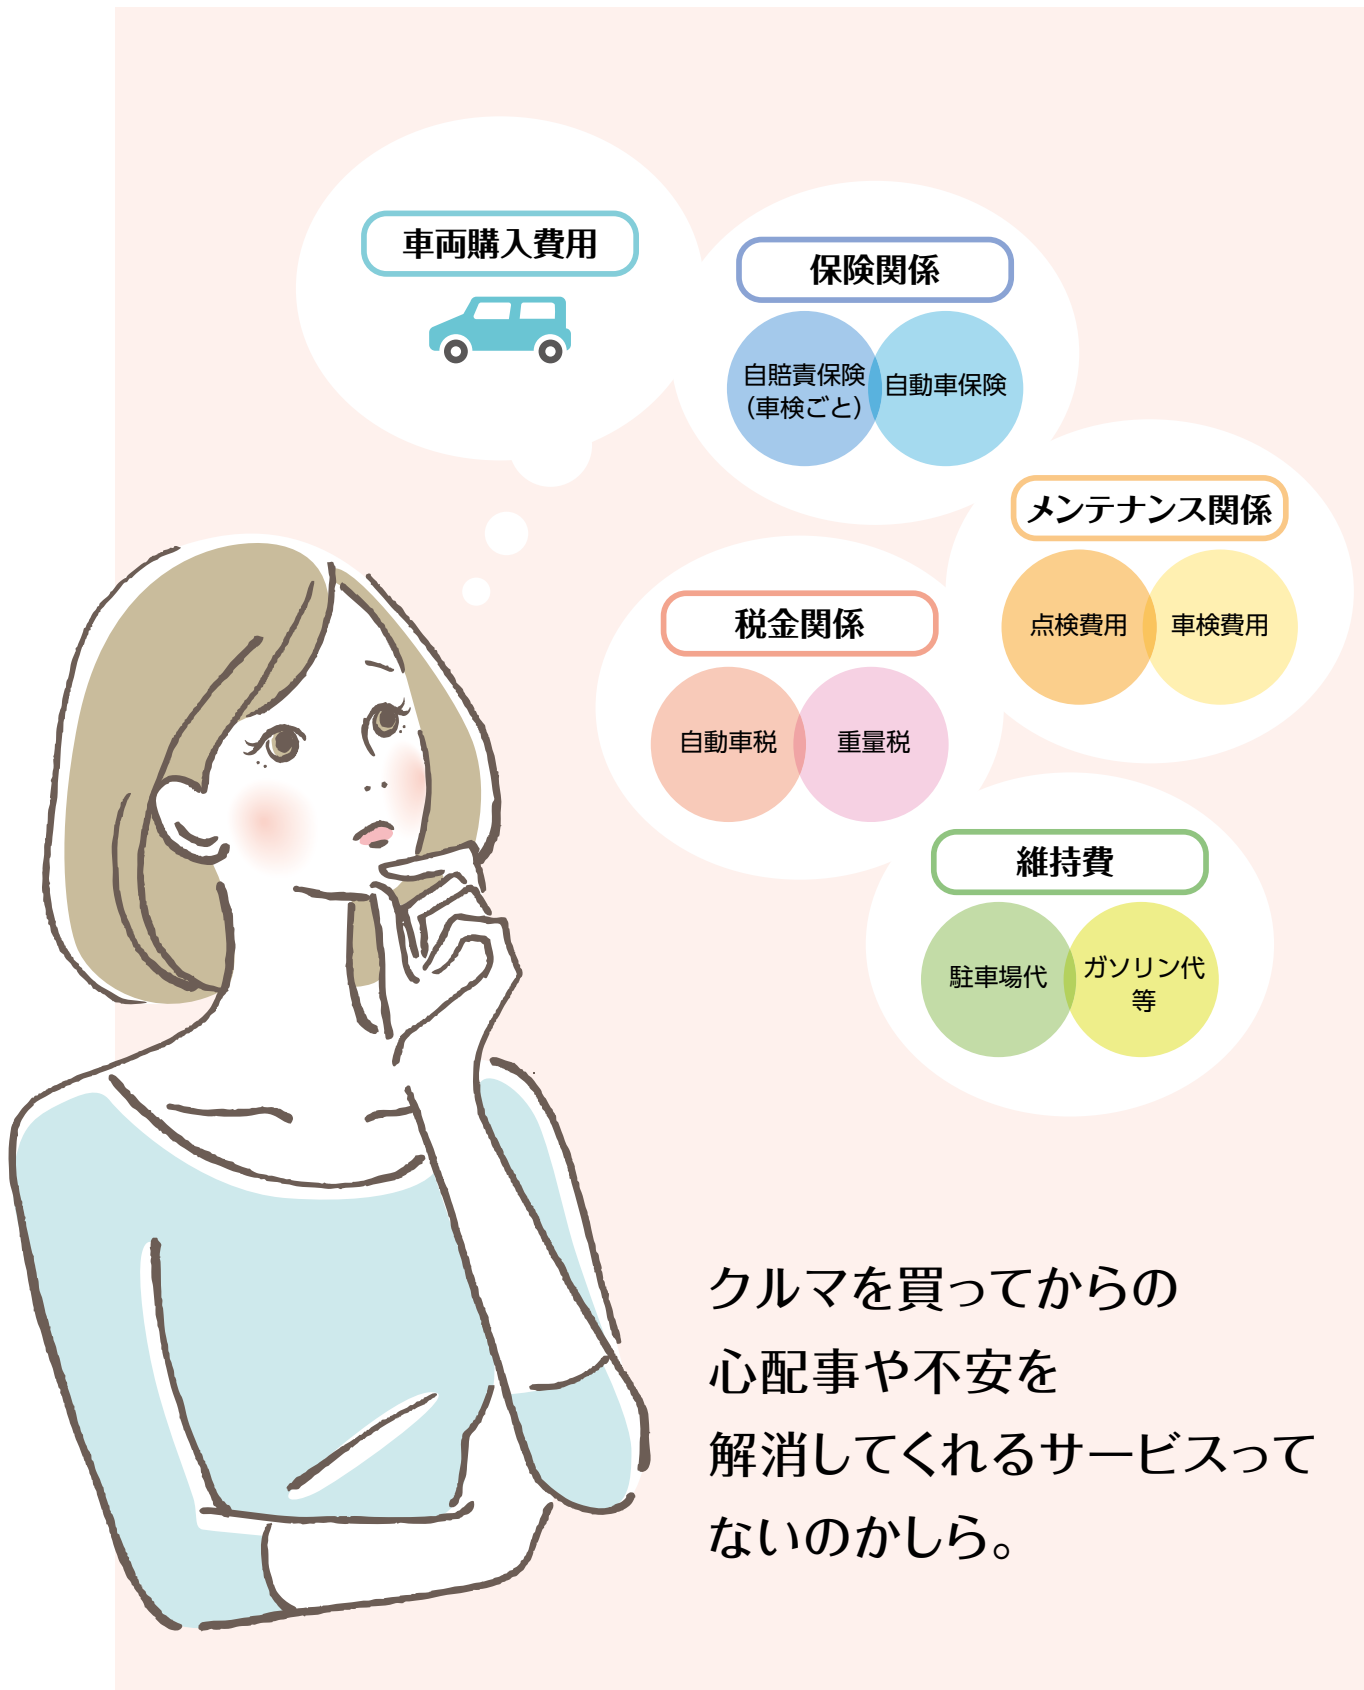 車両購入費用
保険関係
自賠責保険
（車検ごと）
自動車保険
メンテナンス関係
点検費用
車検費用
税金関係
自動車税
重量税
維持費
駐車場代
ガソリン代
等
クルマを買ってからの
心配事や不安を
解消してくれるサービスって
ないのかしら。